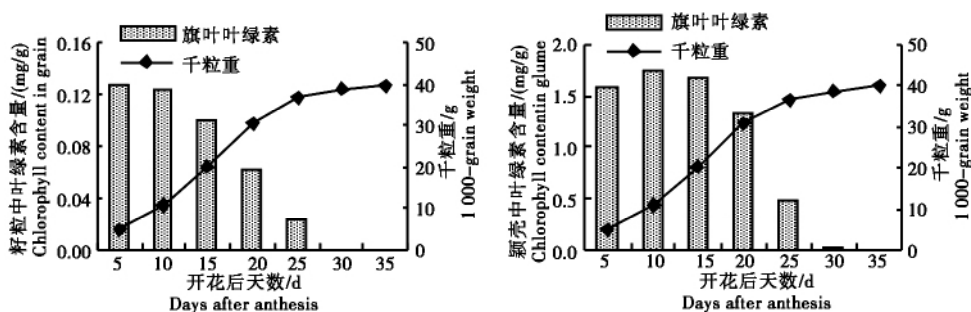 旗叶叶绿素
千粒重
籽粒中叶绿素含量/(mg/g)
Chlorophyll content in grain
0.16
0.12
0.08
0.04
0.00
50
40
30
20
10
0
千粒重/g
1 000-grain weight
5 10 15 20 25 30 35
开花后天数/d
Days after anthesis
旗叶叶绿素
千粒重
颖壳中叶绿素含量/(mg/g)
Chlorophyll contentin glume
2.0
1.5
1.0
0.5
0.0
50
40
30
20
10
0
千粒重/g
1 000-grain weight
5 10 15 20 25 30 35
开花后天数/d
Days after anthesis